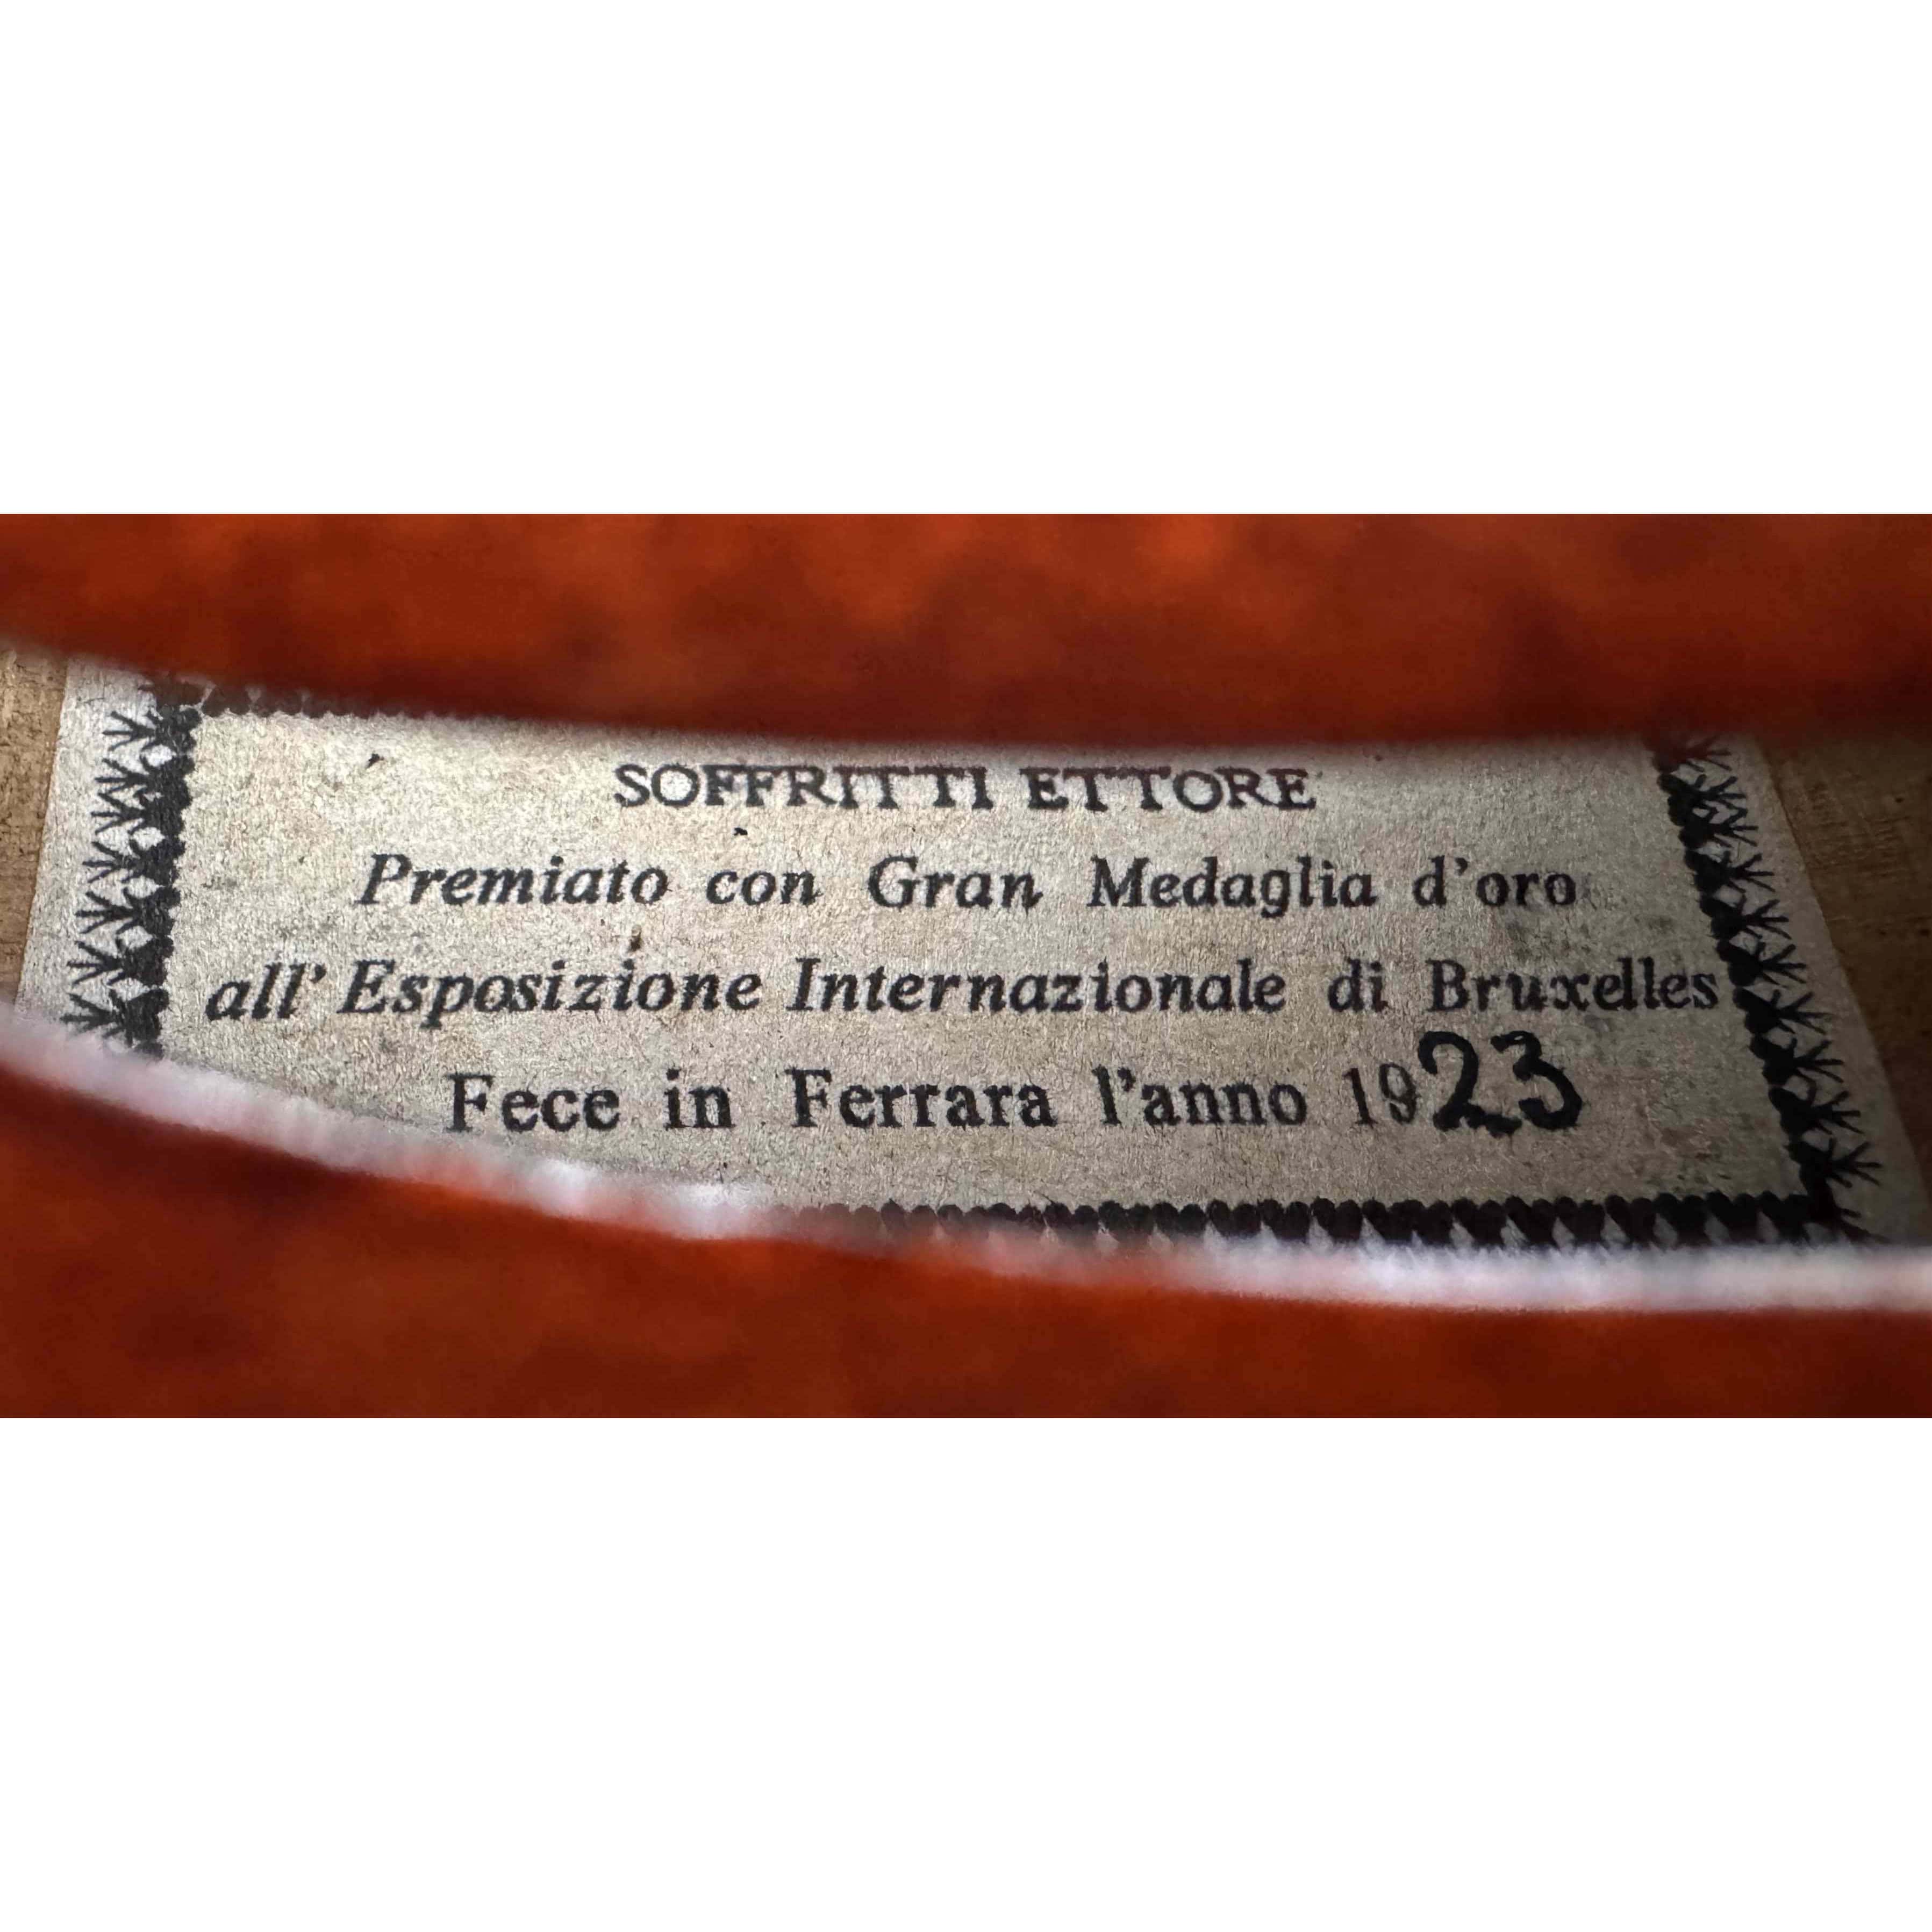 SOFFRITTI ETTORE
Premiato con Gran Medaglia d'oro
all' Esposizione Internazionale di Bruxelles
Fece in Ferrara l'anno 1923